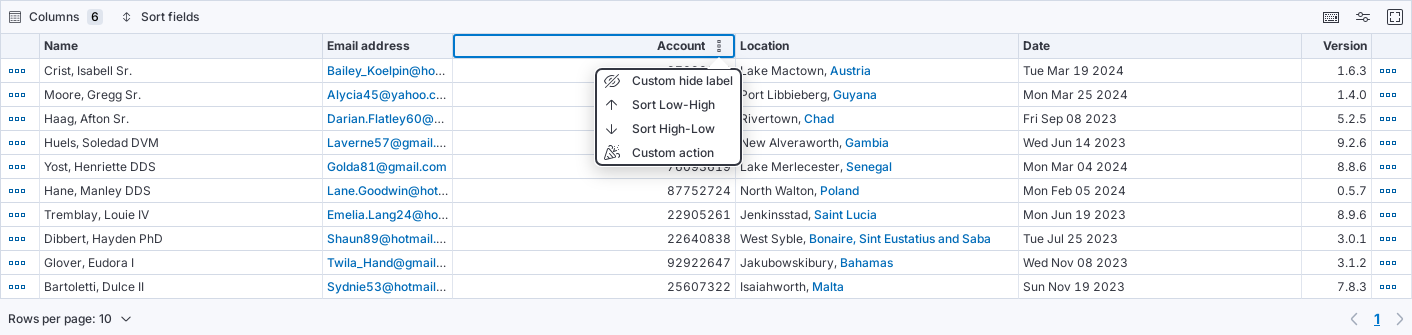 Columns 6 Sort fields
Name Email address Account Location Date Version
Crist, Isabell Sr. Bailey_Koelpin@ho... Lake Mactown, Austria Tue Mar 19 2024 1.6.3
Custom hide label
Moore, Gregg Sr. Alycia45@yahoo.c... Port Libbieberg, Guyana Mon Mar 25 2024 1.4.0
Sort Low-High
Haag, Afton Sr. Darian.Flatley60@... Rivertown, Chad Fri Sep 08 2023 5.2.5
Sort High-Low
Huels, Soledad DVM Laverne57@gmail.... New Alveraworth, Gambia Wed Jun 14 2023 9.2.6
Custom action
Yost, Henriette DDS Golda81@gmail.com Lake Merlecester, Senegal Mon Mar 04 2024 8.8.6
Hane, Manley DDS Lane.Goodwin@hot... 87752724 North Walton, Poland Mon Feb 05 2024 0.5.7
Tremblay, Louie IV Emelia.Lang24@ho... 22905261 Jenkinsstad, Saint Lucia Mon Jun 19 2023 8.9.6
Dibbert, Hayden PhD Shaun89@hotmail.... 22640838 West Syble, Bonaire, Sint Eustatius and Saba Tue Jul 25 2023 3.0.1
Glover, Eudora I Twila_Hand@gmail... 92922647 Jakubowskibury, Bahamas Wed Nov 08 2023 3.1.2
Bartoletti, Dulce II Sydnie53@hotmail... 25607322 Isaiahworth, Malta Sun Nov 19 2023 7.8.3
Rows per page: 10 1